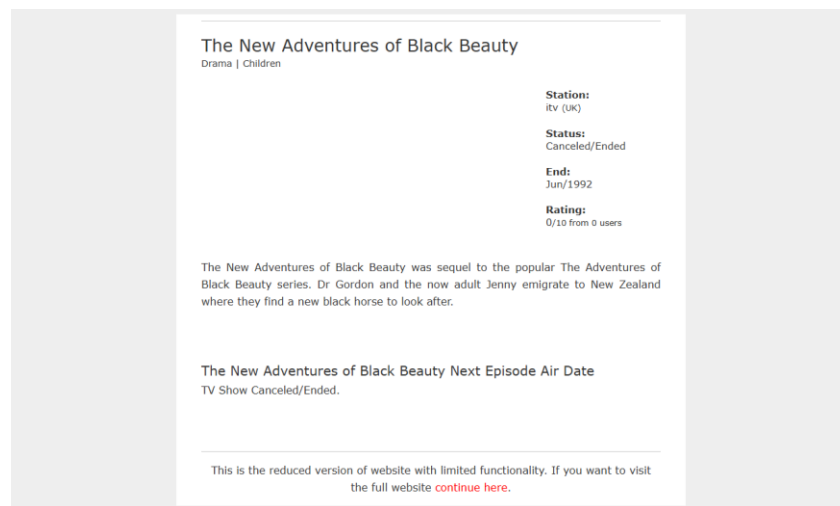 The New Adventures of Black Beauty
Drama | Children
Station:
itv (UK)
Status:
Canceled/Ended
End:
Jun/1992
Rating:
0/10 from 0 users
The New Adventures of Black Beauty was sequel to the popular The Adventures of
Black Beauty series. Dr Gordon and the now adult Jenny emigrate to New Zealand
where they find a new black horse to look after.
The New Adventures of Black Beauty Next Episode Air Date
TV Show Canceled/Ended.
This is the reduced version of website with limited functionality. If you want to visit
the full website continue here.